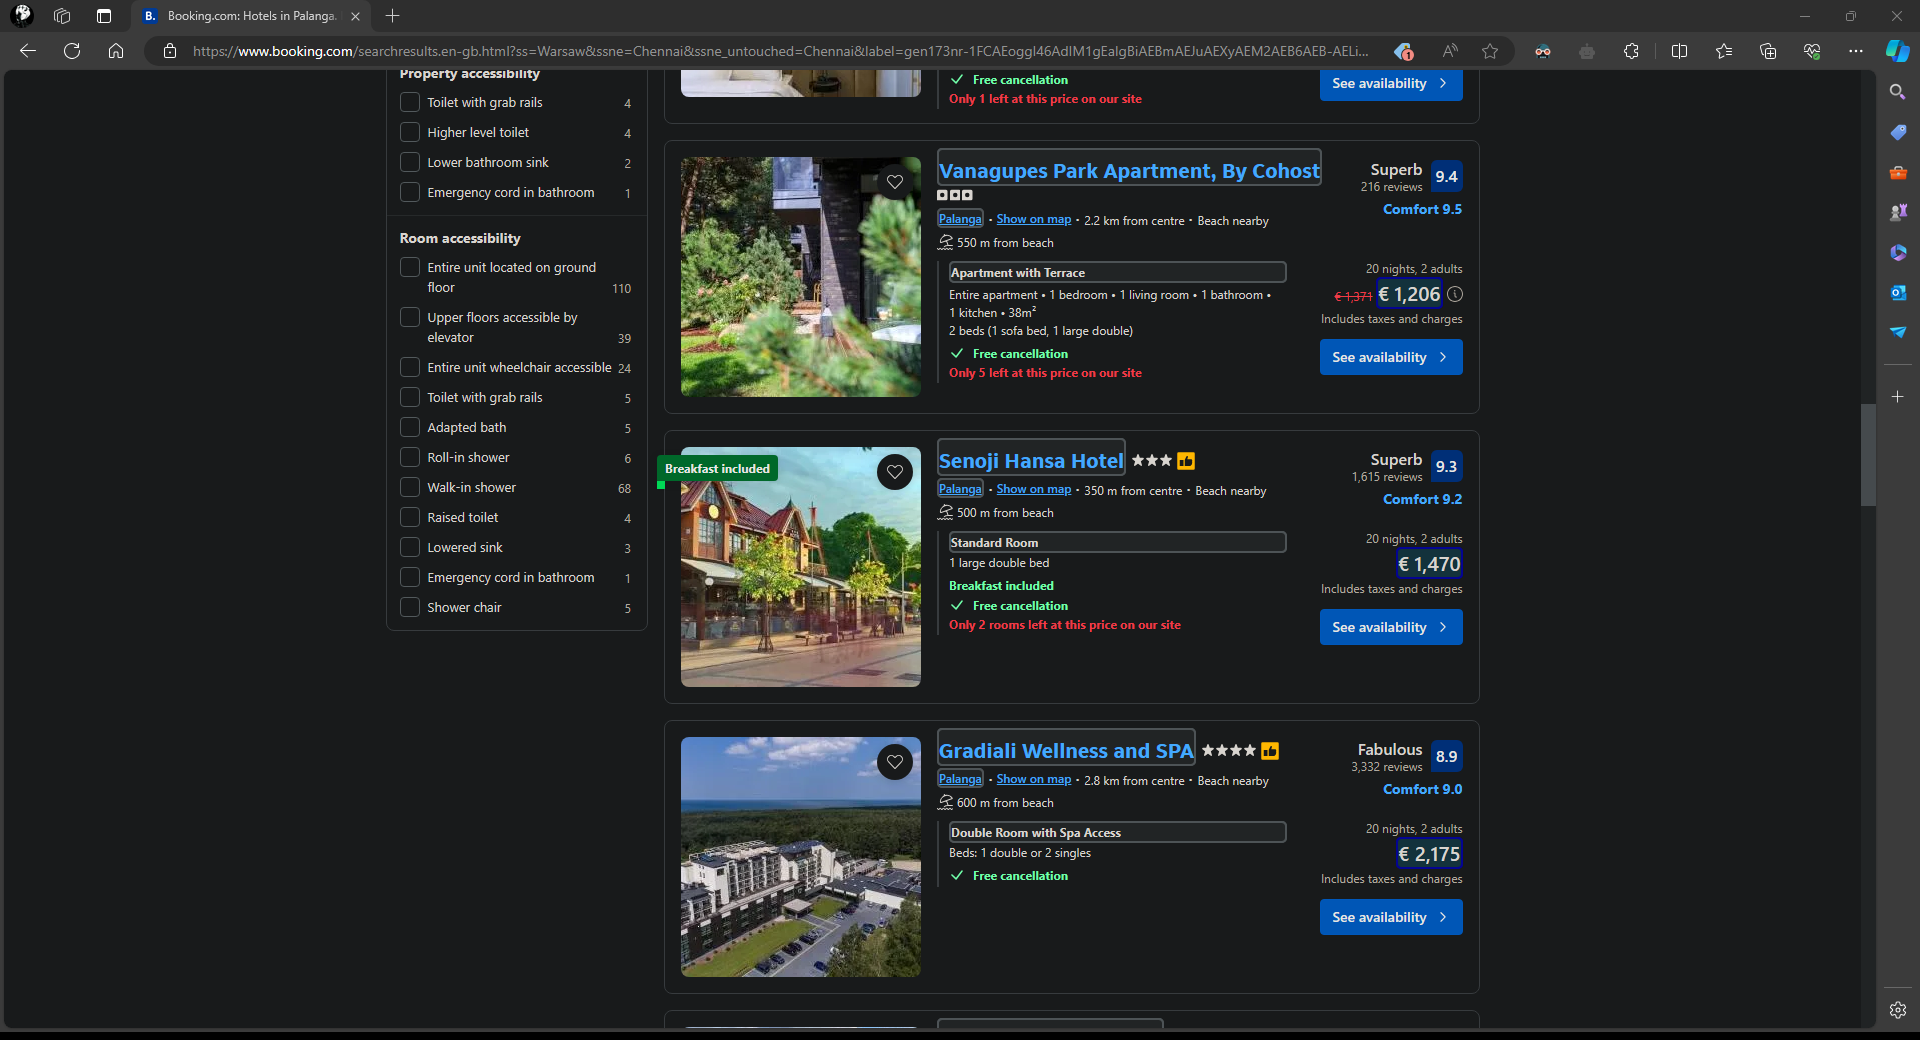 Booking.com: Hotels in Palanga.
https://www.booking.com/searchresults.en-gb.html?ss=Warsaw&ssne=Chennai&ssne_untouched=Chennai&label=gen173nr-1FCAEoggI46AdIM1gEalgBiAEBmAEJuAEXyAEM2AEB6AEB-AELi...
Property accessibility
Toilet with grab rails 4
Higher level toilet 4
Lower bathroom sink 2
Emergency cord in bathroom 1
Room accessibility
Entire unit located on ground
floor 110
Upper floors accessible by
elevator 39
Entire unit wheelchair accessible 24
Toilet with grab rails 5
Adapted bath 5
Roll-in shower 6
Walk-in shower 68
Raised toilet 4
Lowered sink 3
Emergency cord in bathroom 1
Shower chair 5
Free cancellation
Only 1 left at this price on our site
See availability
Vanagupes Park Apartment, By Cohost
Superb 9.4
216 reviews
Comfort 9.5
Palanga • Show on map • 2.2 km from centre • Beach nearby
550 m from beach
Apartment with Terrace
Entire apartment • 1 bedroom • 1 living room • 1 bathroom •
1 kitchen • 38m²
2 beds (1 sofa bed, 1 large double)
Free cancellation
Only 5 left at this price on our site
20 nights, 2 adults
€ 1,371 € 1,206
Includes taxes and charges
See availability
Breakfast included
Senoji Hansa Hotel
Superb 9.3
1,615 reviews
Comfort 9.2
Palanga • Show on map • 350 m from centre • Beach nearby
500 m from beach
Standard Room
1 large double bed
Breakfast included
Free cancellation
Only 2 rooms left at this price on our site
20 nights, 2 adults
€ 1,470
Includes taxes and charges
See availability
Gradiali Wellness and SPA
Fabulous 8.9
3,332 reviews
Comfort 9.0
Palanga • Show on map • 2.8 km from centre • Beach nearby
600 m from beach
Double Room with Spa Access
Beds: 1 double or 2 singles
Free cancellation
20 nights, 2 adults
€ 2,175
Includes taxes and charges
See availability